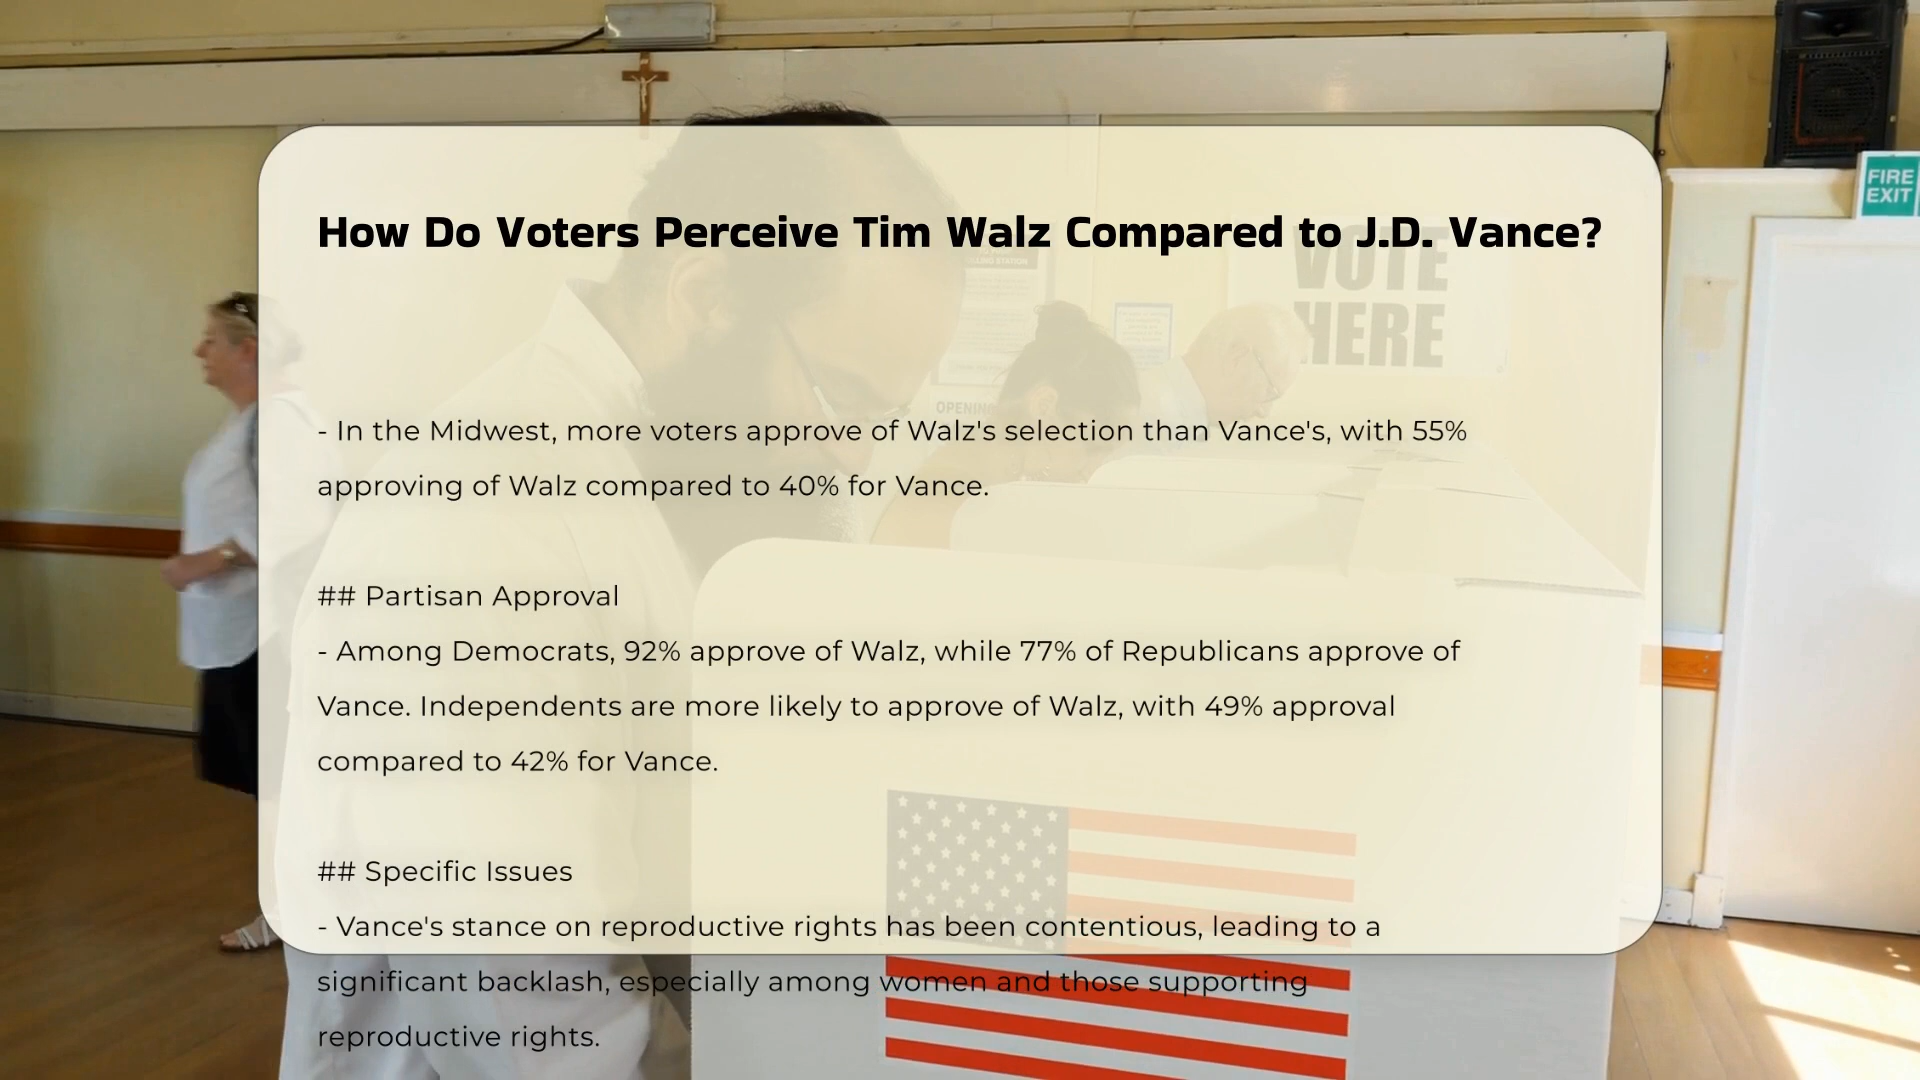 FIRE
EXIT
How Do Voters Perceive Tim Walz Compared to J.D. Vance?
VOTE
HERE
OPENING
- In the Midwest, more voters approve of Walz's selection than Vance's, with 55%
approving of Walz compared to 40% for Vance.
## Partisan Approval
- Among Democrats, 92% approve of Walz, while 77% of Republicans approve of
Vance. Independents are more likely to approve of Walz, with 49% approval
compared to 42% for Vance.
## Specific Issues
- Vance's stance on reproductive rights has been contentious, leading to a
significant backlash, especially among women and those supporting
reproductive rights.